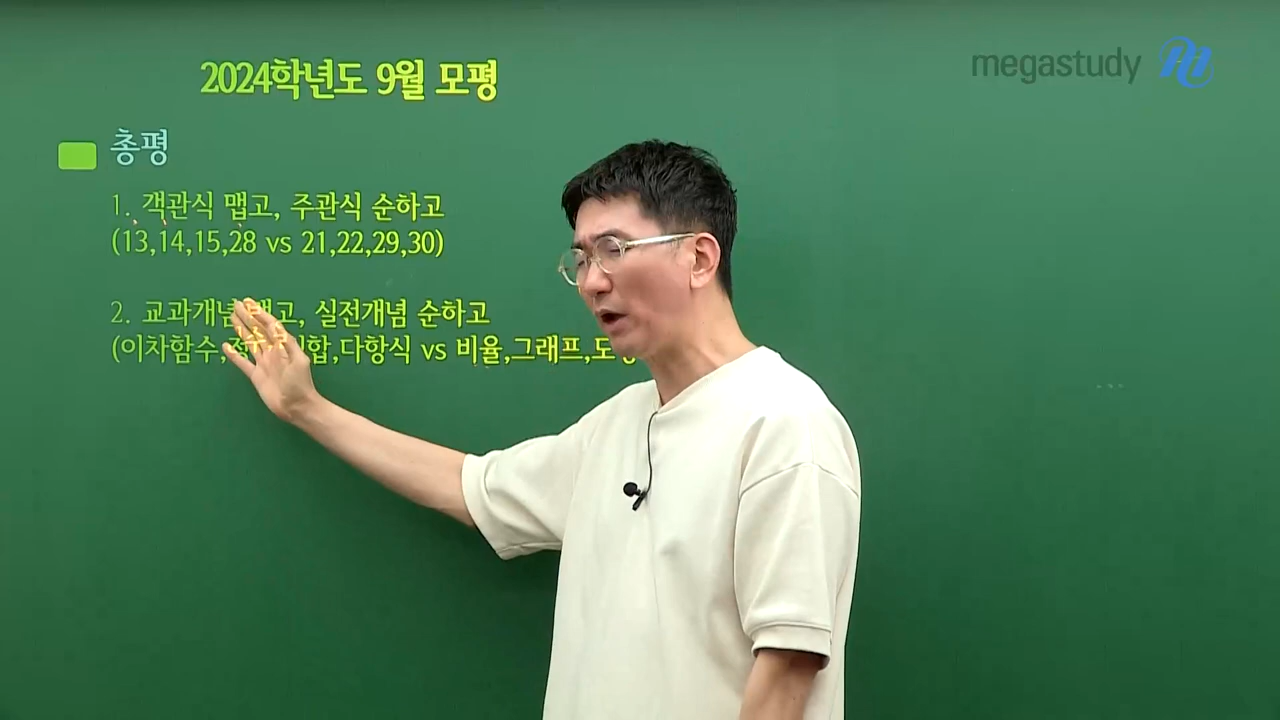 megastudy
2024학년도 9월 모평
총평
1. 객관식 맵고, 주관식 순하고
(13,14,15,28 vs 21,22,29,30)
2. 교과개념 맵고, 실전개념 순하고
(이차함수, 다항식 vs 비율,그래프,